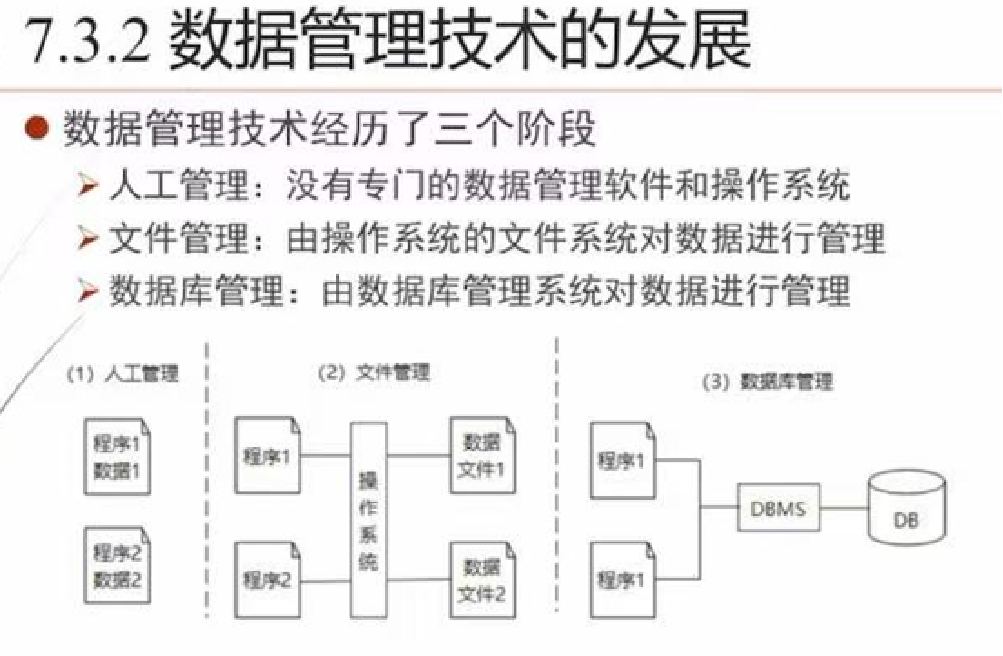 7.3.2 数据管理技术的发展
数据管理技术经历了三个阶段
人工管理：没有专门的数据管理软件和操作系统
文件管理：由操作系统的文件系统对数据进行管理
数据库管理：由数据库管理系统对数据进行管理
（1）人工管理
程序1
数据1
程序2
数据2
（2）文件管理
程序1
程序2
操作系统
数据
文件1
数据
文件2
（3）数据库管理
程序1
程序1
DBMS
DB